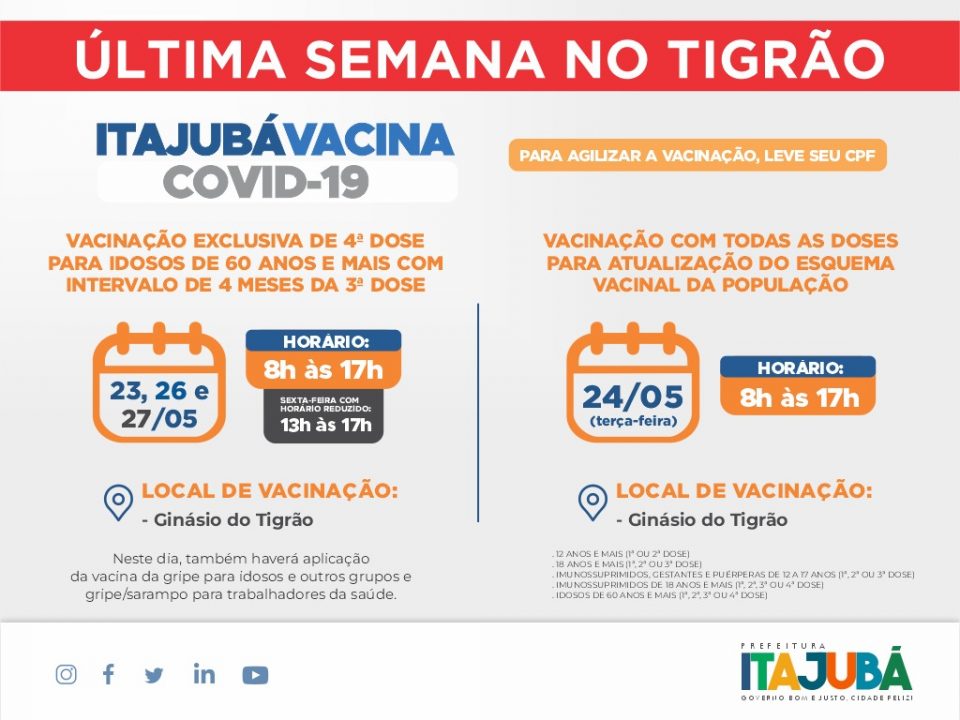 ÚLTIMA SEMANA NO TIGRÃO
ITAJUBÁVACINA
COVID-19
PARA AGILIZAR A VACINAÇÃO, LEVE SEU CPF
VACINAÇÃO EXCLUSIVA DE 4ª DOSE
PARA IDOSOS DE 60 ANOS E MAIS COM
INTERVALO DE 4 MESES DA 3ª DOSE
23, 26 e
27/05
HORÁRIO:
8h às 17h
SEXTA-FEIRA COM
HORÁRIO REDUZIDO:
13h às 17h
LOCAL DE VACINAÇÃO:
- Ginásio do Tigrão
Neste dia, também haverá aplicação
da vacina da gripe para idosos e outros grupos e
gripe/sarampo para trabalhadores da saúde.
VACINAÇÃO COM TODAS AS DOSES
PARA ATUALIZAÇÃO DO ESQUEMA
VACINAL DA POPULAÇÃO
24/05
(terça-feira)
HORÁRIO:
8h às 17h
LOCAL DE VACINAÇÃO:
- Ginásio do Tigrão
. 12 ANOS E MAIS (1ª OU 2ª DOSE)
. 18 ANOS E MAIS (1ª, 2ª OU 3ª DOSE)
. IMUNOSSUPRIMIDOS, GESTANTES E PUÉRPERAS DE 12 A 17 ANOS (1ª, 2ª OU 3ª DOSE)
. IMUNOSSUPRIMIDOS DE 18 ANOS E MAIS (1ª, 2ª, 3ª OU 4ª DOSE)
. IDOSOS DE 60 ANOS E MAIS (1ª, 2ª, 3ª OU 4ª DOSE)
PREFEITURA
ITAJUBÁ
GOVERNO BOM E JUSTO, CIDADE FELIZ!